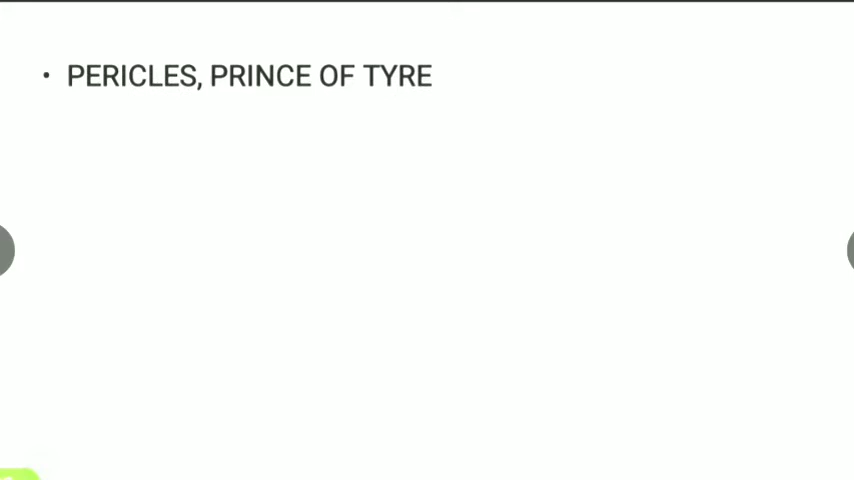 • PERICLES, PRINCE OF TYRE